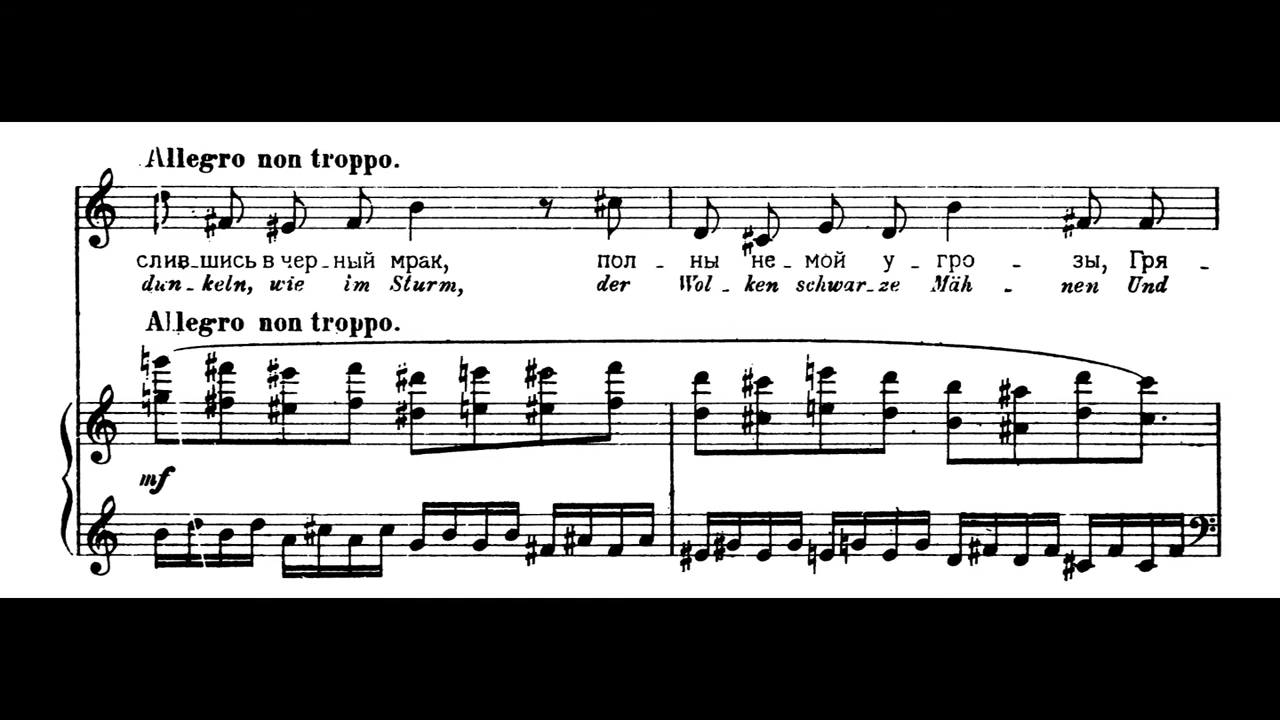 Allegro non troppo.
слив-шись в чер-ный мрак, пол - ны не-мой у - гро - зы, Гря -
dun-keln, wie im Sturm, der Wol-ken schwar-ze Mäh - nen Und
Allegro non troppo.
mf